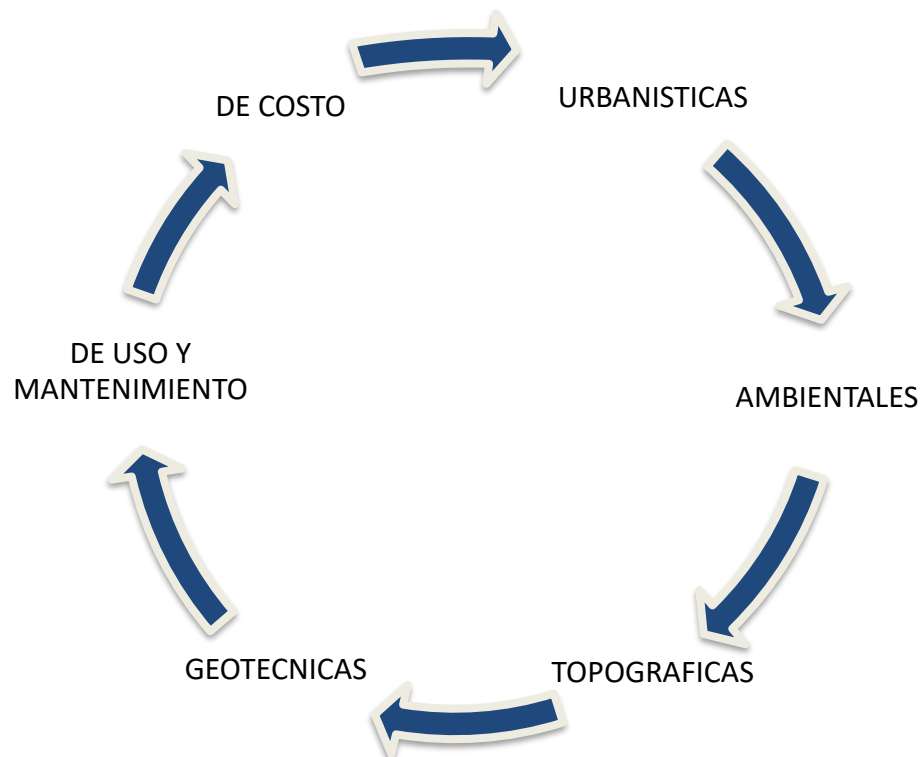 DE COSTO
URBANISTICAS
DE USO Y
MANTENIMIENTO
AMBIENTALES
GEOTECNICAS
TOPOGRAFICAS